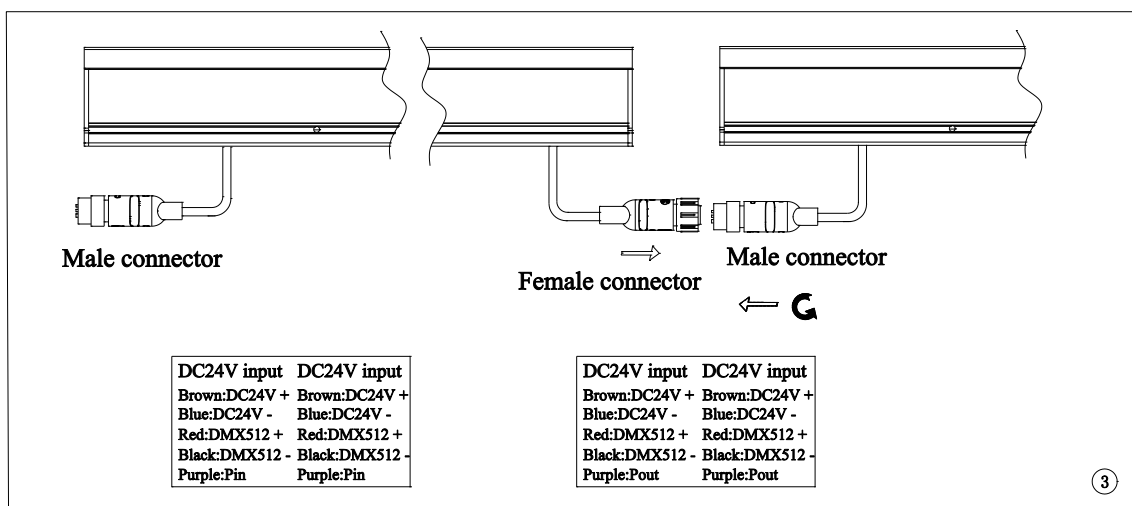 Male connector
Female connector
Male connector
DC24V input DC24V input
Brown:DC24V + Brown:DC24V +
Blue:DC24V - Blue:DC24V -
Red:DMX512 + Red:DMX512 +
Black:DMX512 - Black:DMX512 -
Purple:Pin Purple:Pin
DC24V input DC24V input
Brown:DC24V + Brown:DC24V +
Blue:DC24V - Blue:DC24V -
Red:DMX512 + Red:DMX512 +
Black:DMX512 - Black:DMX512 -
Purple:Pout Purple:Pout
3